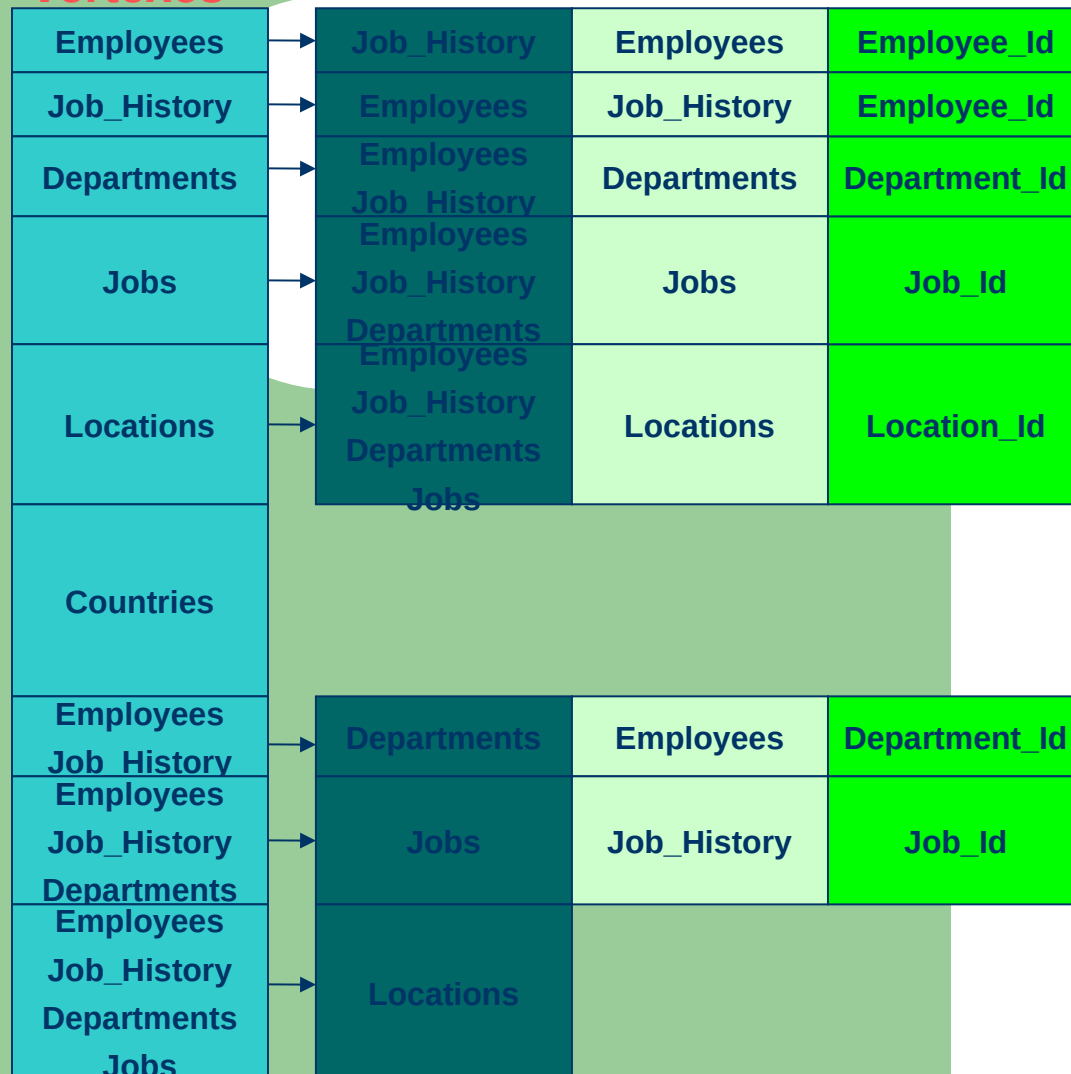 Vertexes
Employees
Job_History
Employees
Employee_Id
Job_History
Employees
Job_History
Employee_Id
Departments
Employees
Job_History
Departments
Department_Id
Jobs
Employees
Job_History
Departments
Jobs
Job_Id
Locations
Employees
Job_History
Departments
Jobs
Locations
Location_Id
Countries
Employees
Job_History
Departments
Employees
Department_Id
Employees
Job_History
Departments
Jobs
Job_History
Job_Id
Employees
Job_History
Departments
Jobs
Locations